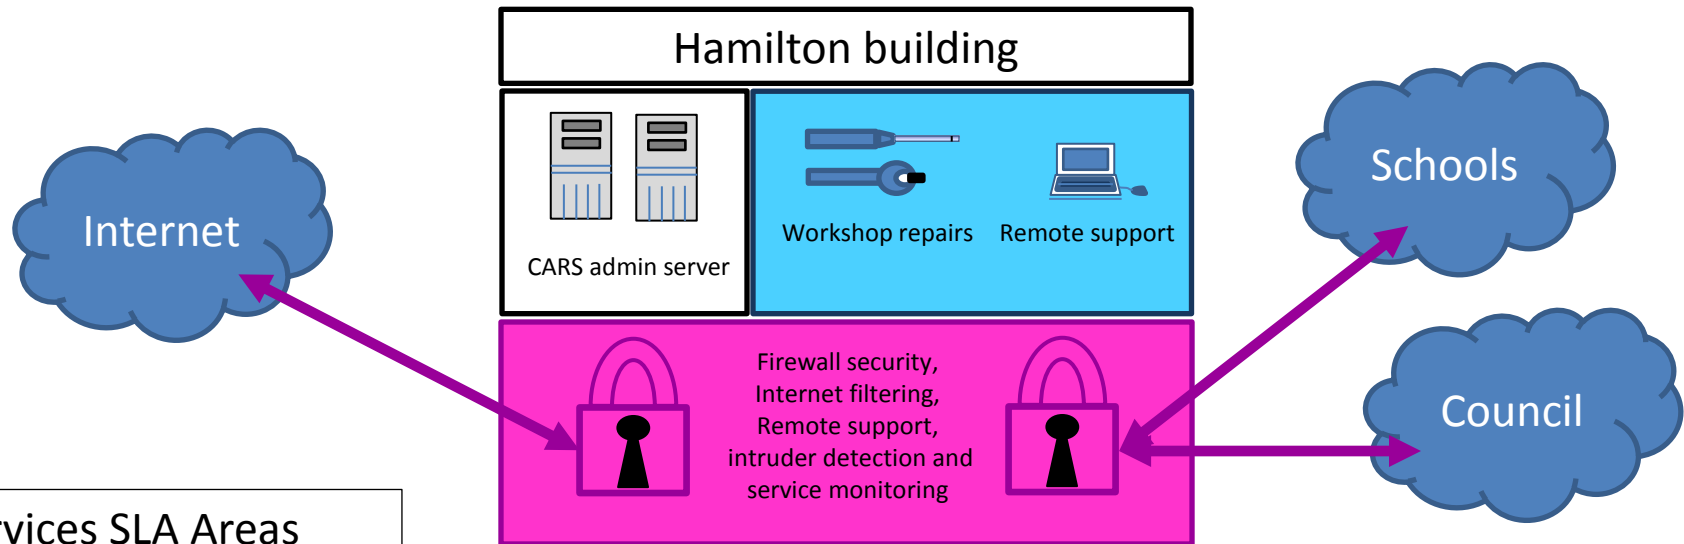 Hamilton building
Internet
CARS admin server
Workshop repairs
Remote support
Schools
Council
Firewall security,
Internet filtering,
Remote support,
intruder detection and
service monitoring
SLA Areas